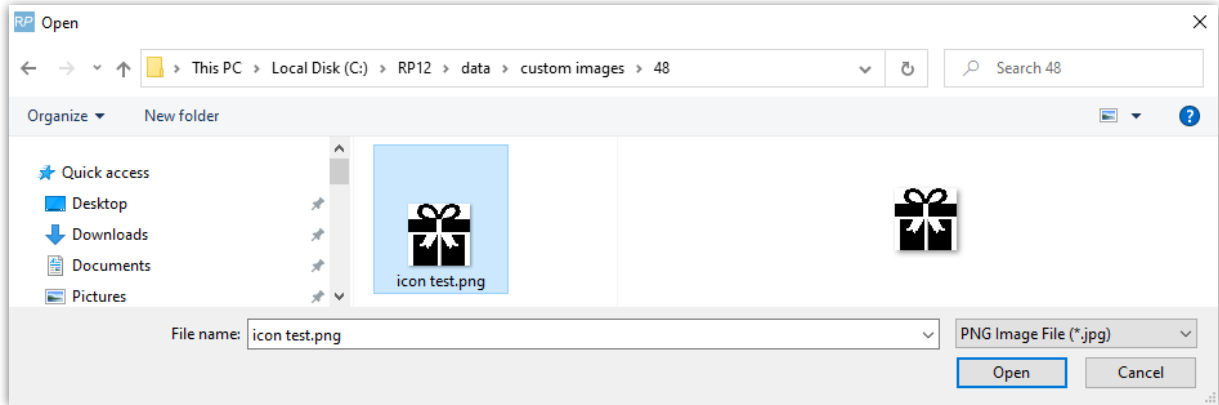 RP Open
This PC > Local Disk (C:) > RP12 > data > custom images > 48
Search 48
Organize
New folder
?
Quick access
Desktop
Downloads
Documents
Pictures
icon test.png
File name: icon test.png
PNG Image File (*.jpg)
Open
Cancel